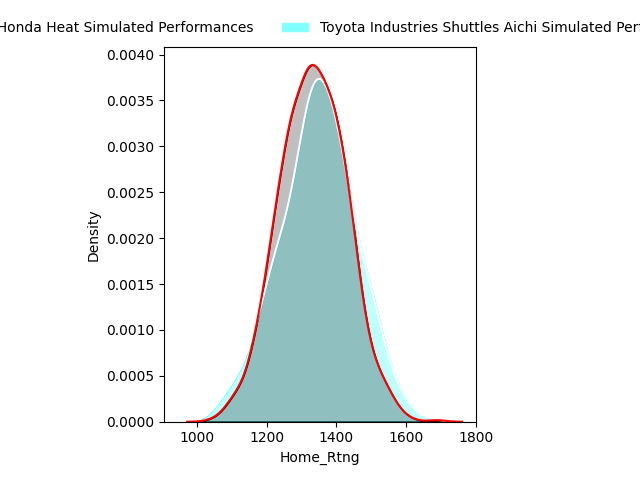 Honda Heat Simulated Performances
Toyota Industries Shuttles Aichi Simulated
0.0040
0.0035
0.0030
0.0025
0.0020
0.0015
0.0010
0.0005
0.0000
Density
1000 1200 1400 1600 1800
Home_Rtng